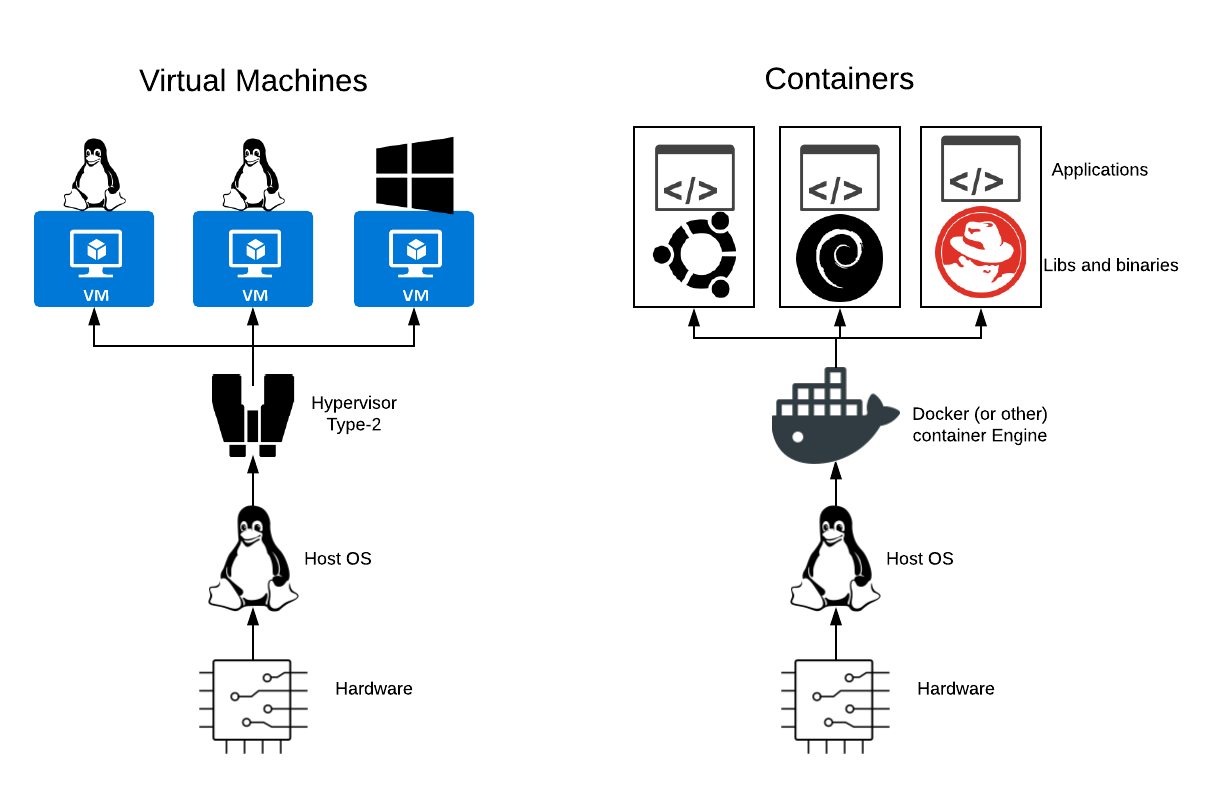 Virtual Machines
VM
VM
VM
Hypervisor
Type-2
Host OS
Hardware
Containers
</>
</>
</>
Applications
Libs and binaries
Docker (or other)
container Engine
Host OS
Hardware